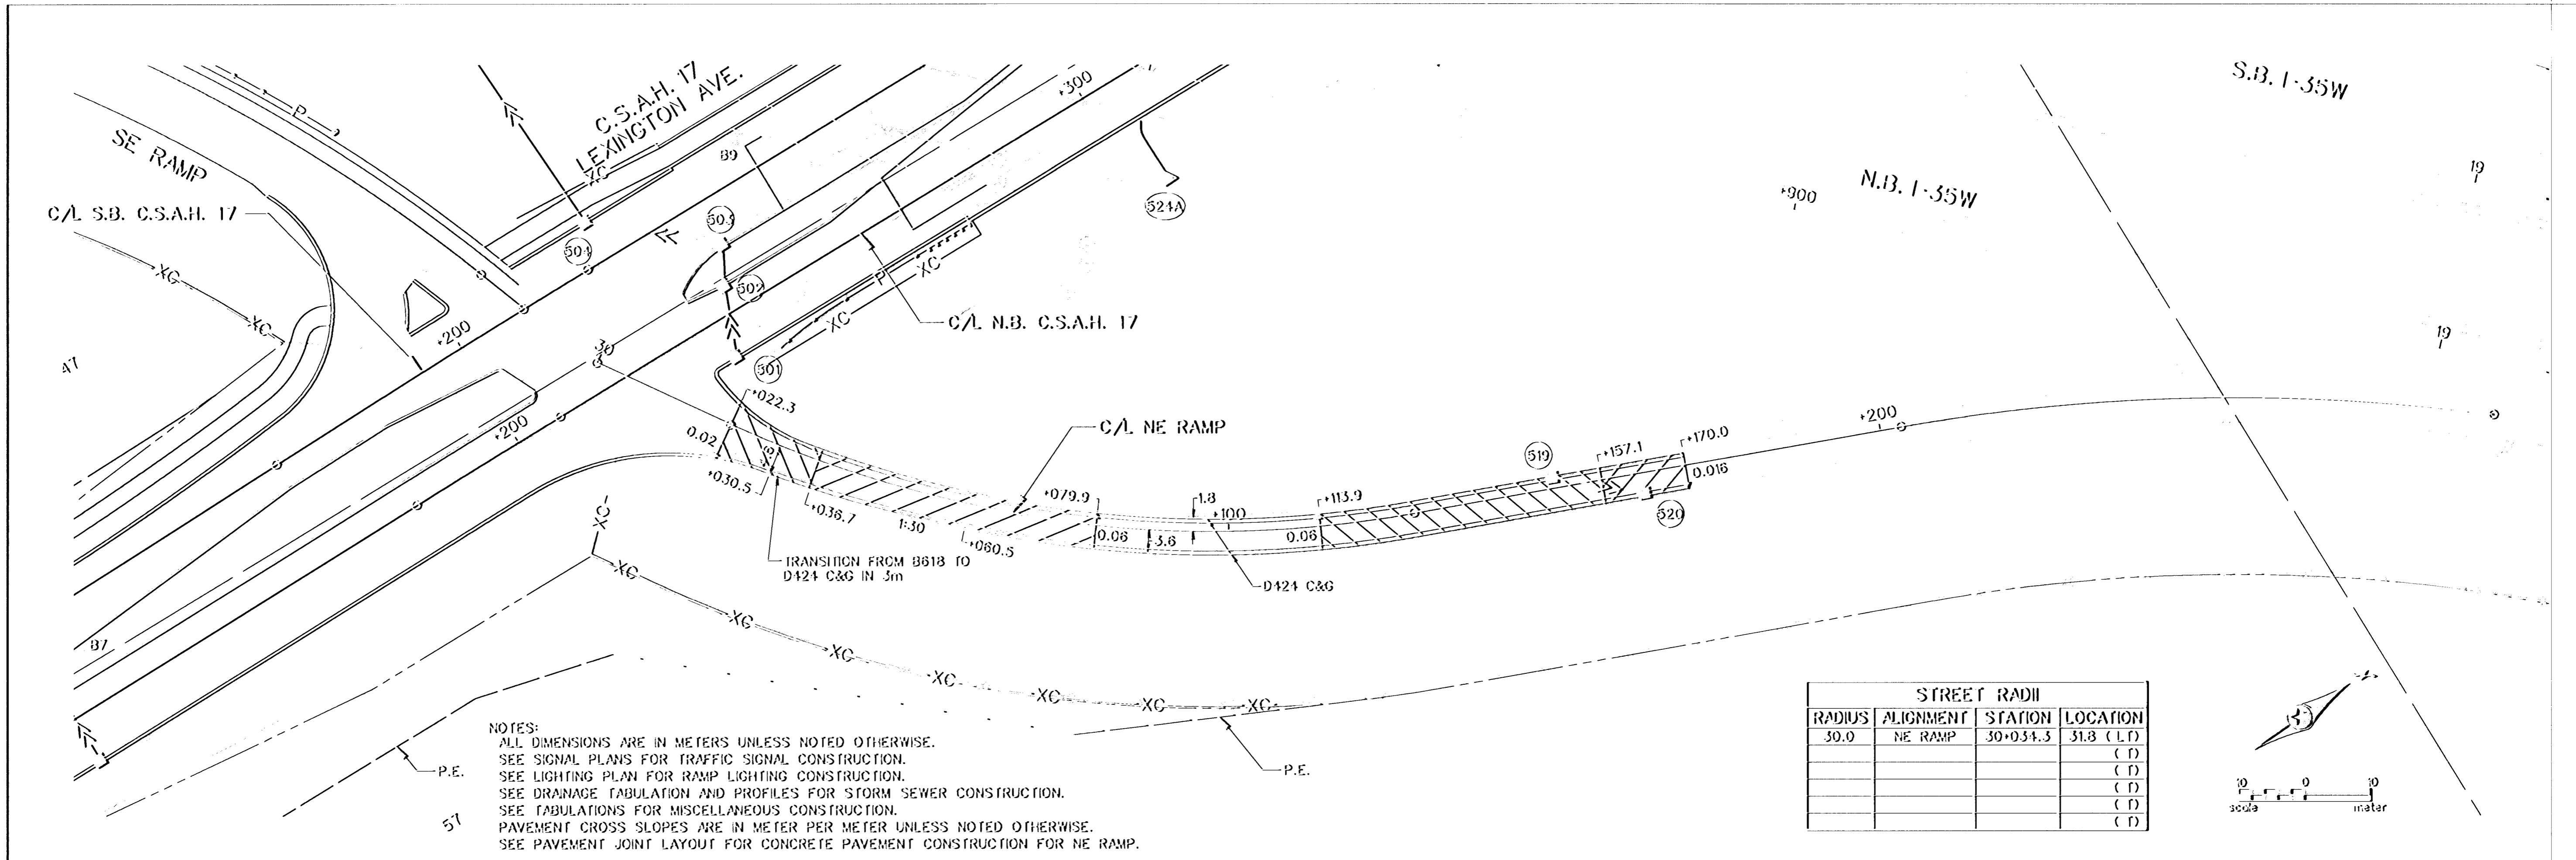 S.B. I-35W
C.S.A.H. 17
LEXINGTON AVE.
XC
+300
P
SE RAMP
89
19
N.B. I-35W
+900
C/L S.B. C.S.A.H. 17
524A
503
504
XC
P
XC
502
XC
XC
+200
C/L N.B. C.S.A.H. 17
19
30
47
501
+022.3
C/L NE RAMP
+200
+200
0.02
+170.0
+157.1
519
0.016
+030.5
+036.7
+079.9
1.8
+113.9
+100
1:30
520
XC
0.06
3.6
0.06
+060.5
TRANSITION FROM B618 TO
D424 C&G IN 3m
D424 C&G
XC
XC
87
XC
XC
XC
XC
XC
P.E.
P.E.
57
NOTES:
ALL DIMENSIONS ARE IN METERS UNLESS NOTED OTHERWISE.
SEE SIGNAL PLANS FOR TRAFFIC SIGNAL CONSTRUCTION.
SEE LIGHTING PLAN FOR RAMP LIGHTING CONSTRUCTION.
SEE DRAINAGE TABULATION AND PROFILES FOR STORM SEWER CONSTRUCTION.
SEE TABULATIONS FOR MISCELLANEOUS CONSTRUCTION.
PAVEMENT CROSS SLOPES ARE IN METER PER METER UNLESS NOTED OTHERWISE.
SEE PAVEMENT JOINT LAYOUT FOR CONCRETE PAVEMENT CONSTRUCTION FOR NE RAMP.
STREET RADII
RADIUS ALIGNMENT STATION LOCATION
30.0 NE RAMP 30+034.3 31.8 (LT)
( T)
( T)
( T)
( T)
( T)
10 0 10
scale meter